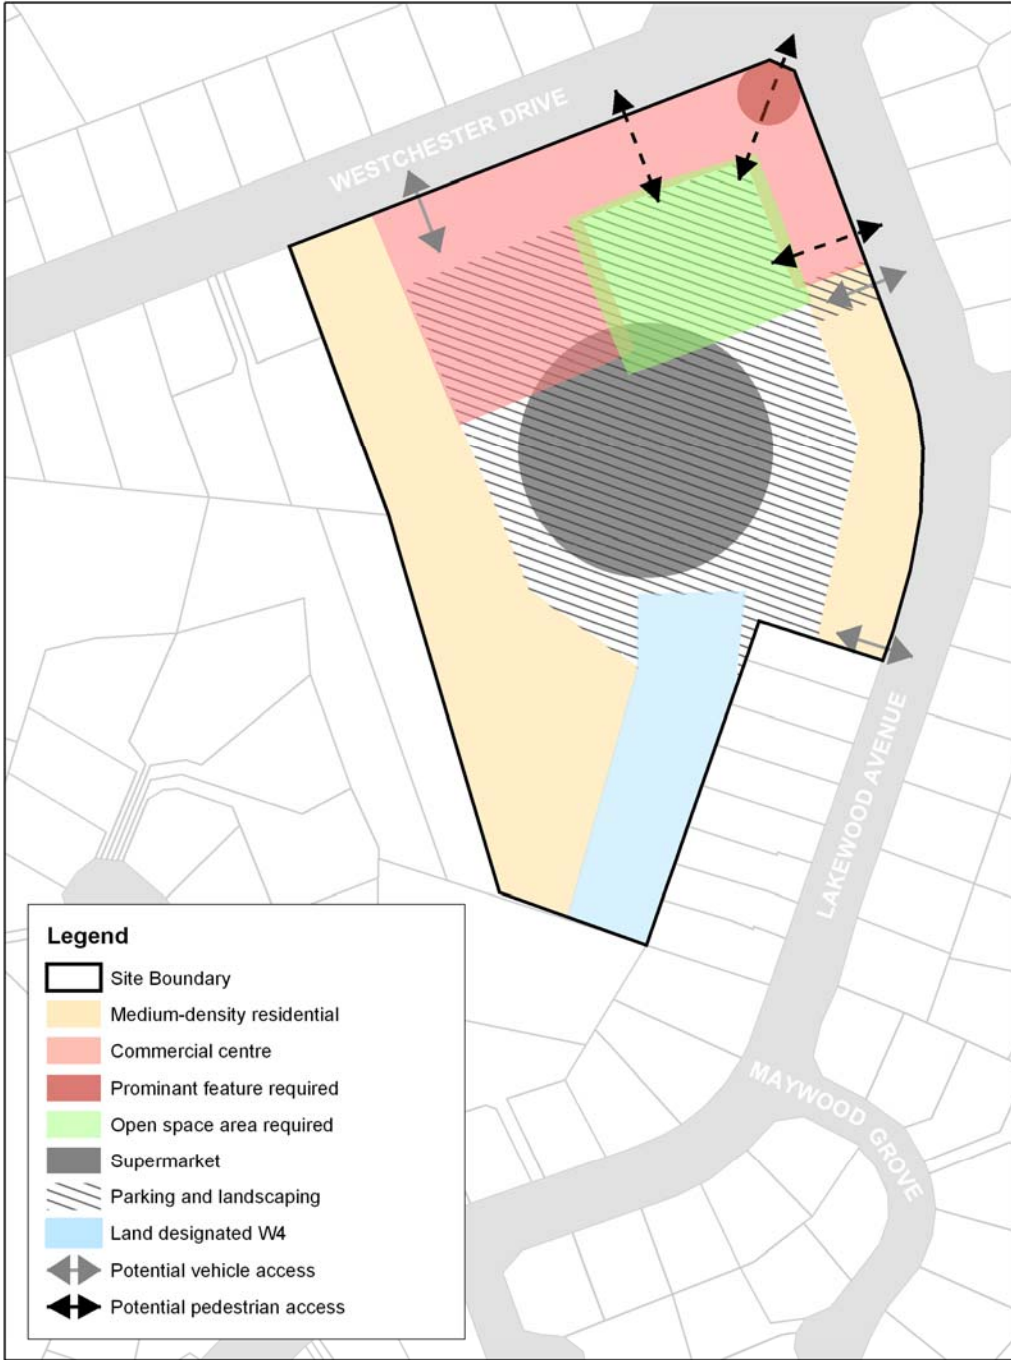 WESTCHESTER DRIVE
LAKEWOOD AVENUE
MAYWOOD GROVE
Legend
Site Boundary
Medium-density residential
Commercial centre
Prominant feature required
Open space area required
Supermarket
Parking and landscaping
Land designated W4
Potential vehicle access
Potential pedestrian access